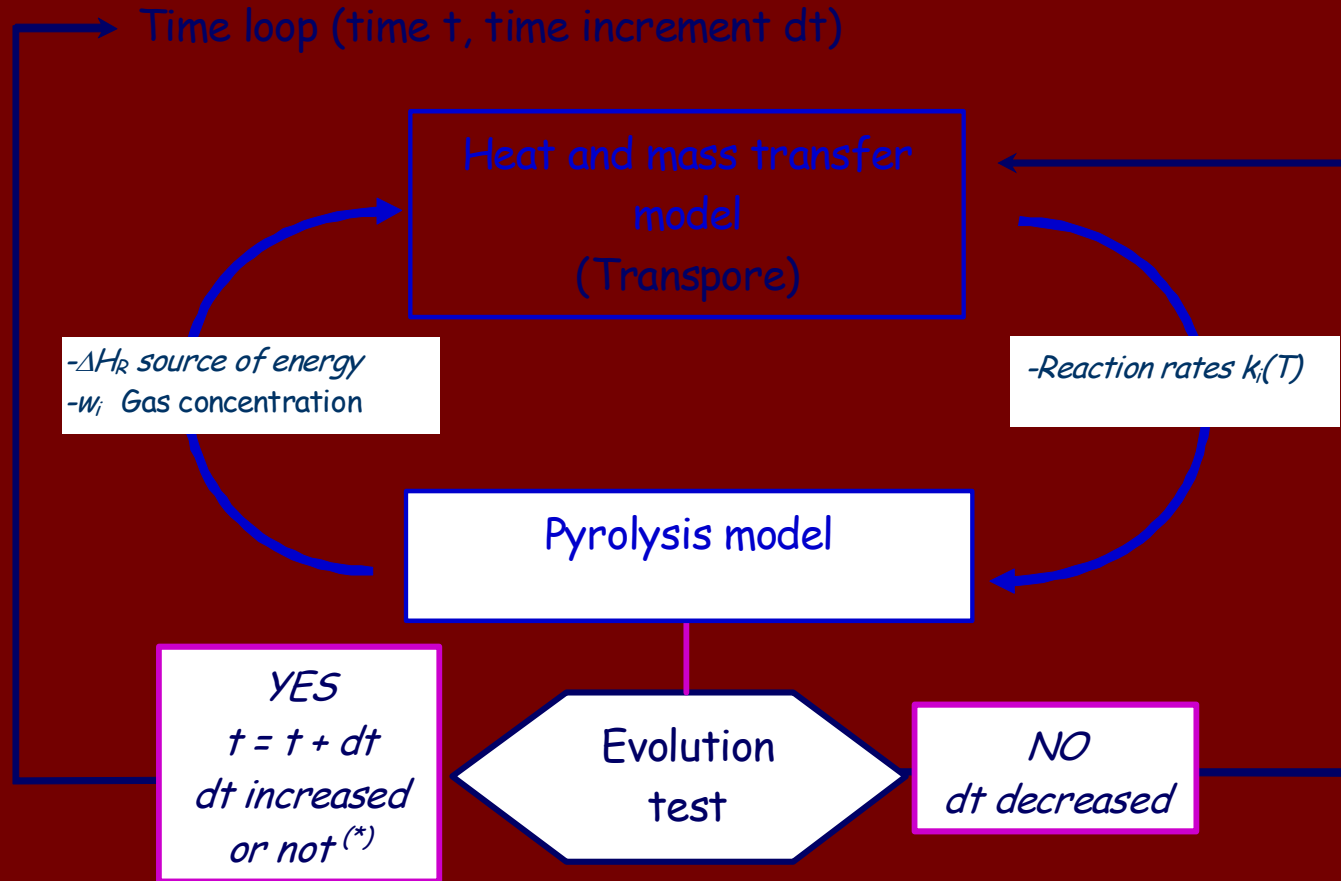 Time loop (time t, time increment dt)
Heat and mass transfer
model
(Transpore)
-ΔHR source of energy
-wi Gas concentration
-Reaction rates ki(T)
Pyrolysis model
YES
t = t + dt
dt increased
or not (*)
Evolution
test
NO
dt decreased